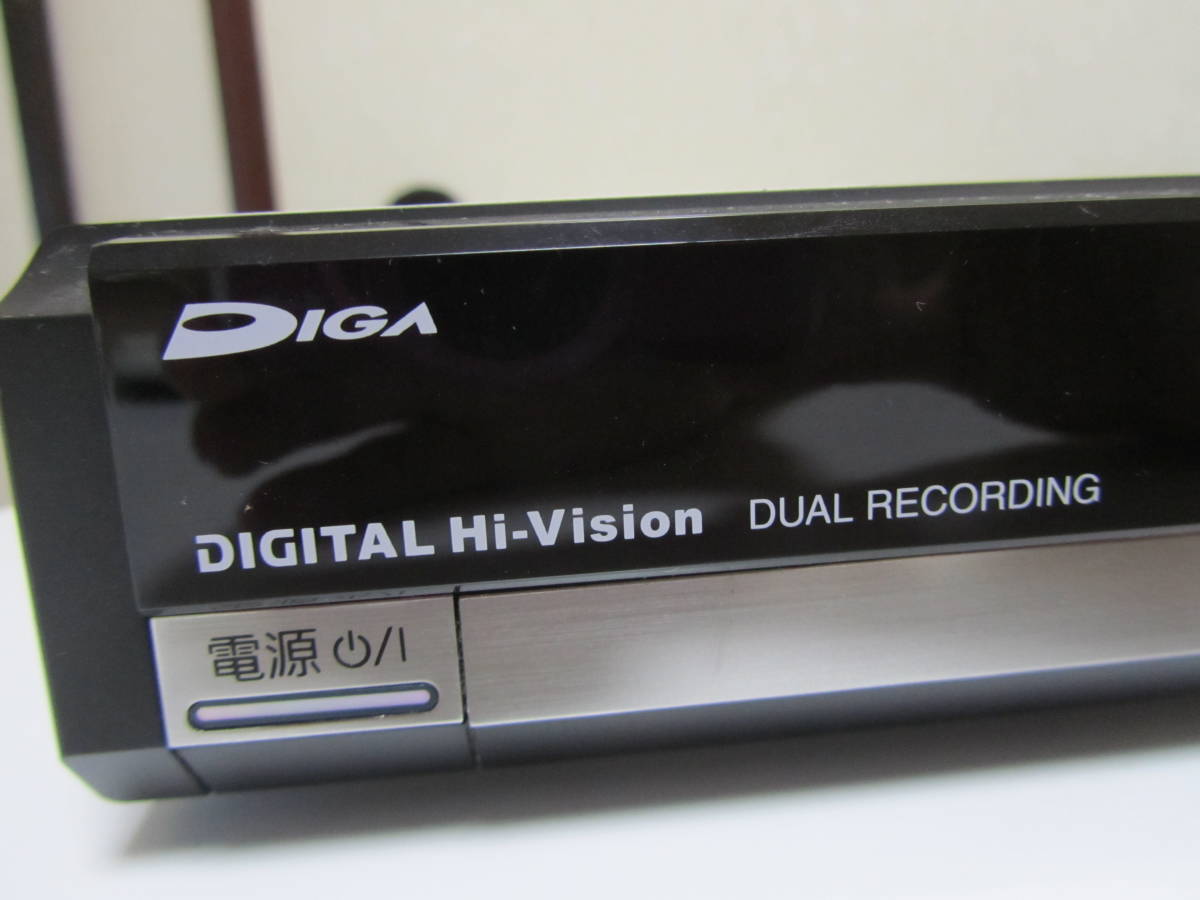 DIGA
DIGITAL Hi-Vision DUAL RECORDING
電源 ⏻/I